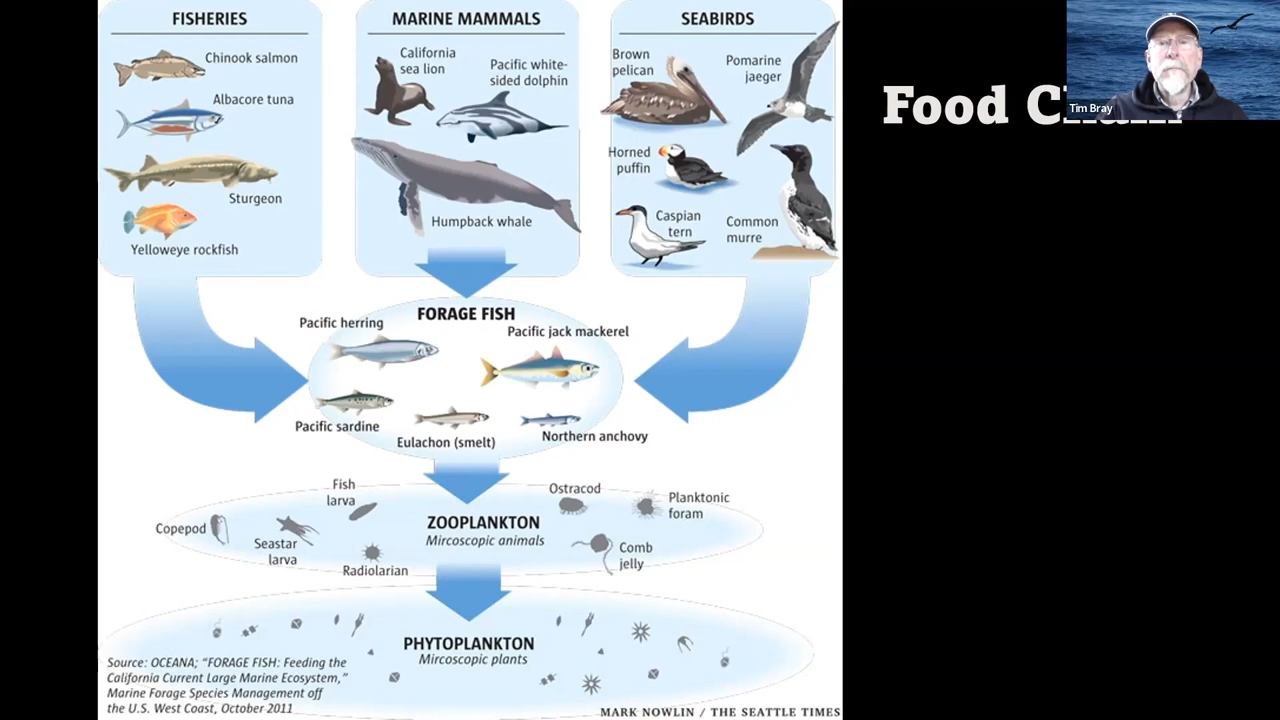 FISHERIES
Chinook salmon
Albacore tuna
Sturgeon
Yelloweye rockfish
MARINE MAMMALS
California
sea lion
Pacific white-
sided dolphin
Humpback whale
SEABIRDS
Brown
pelican
Pomarine
jaeger
Horned
puffin
Caspian
tern
Common
murre
Food
Tim Bray
FORAGE FISH
Pacific herring
Pacific jack mackerel
Pacific sardine
Eulachon (smelt)
Northern anchovy
ZOOPLANKTON
Mircoscopic animals
Copepod
Fish
larva
Seastar
larva
Radiolarian
Ostracod
Planktonic
foram
Comb
jelly
PHYTOPLANKTON
Mircoscopic plants
Source: OCEANA; “FORAGE FISH: Feeding the
California Current Large Marine Ecosystem,”
Marine Forage Species Management off
the U.S. West Coast, October 2011
MARK NOWLIN / THE SEATTLE TIMES